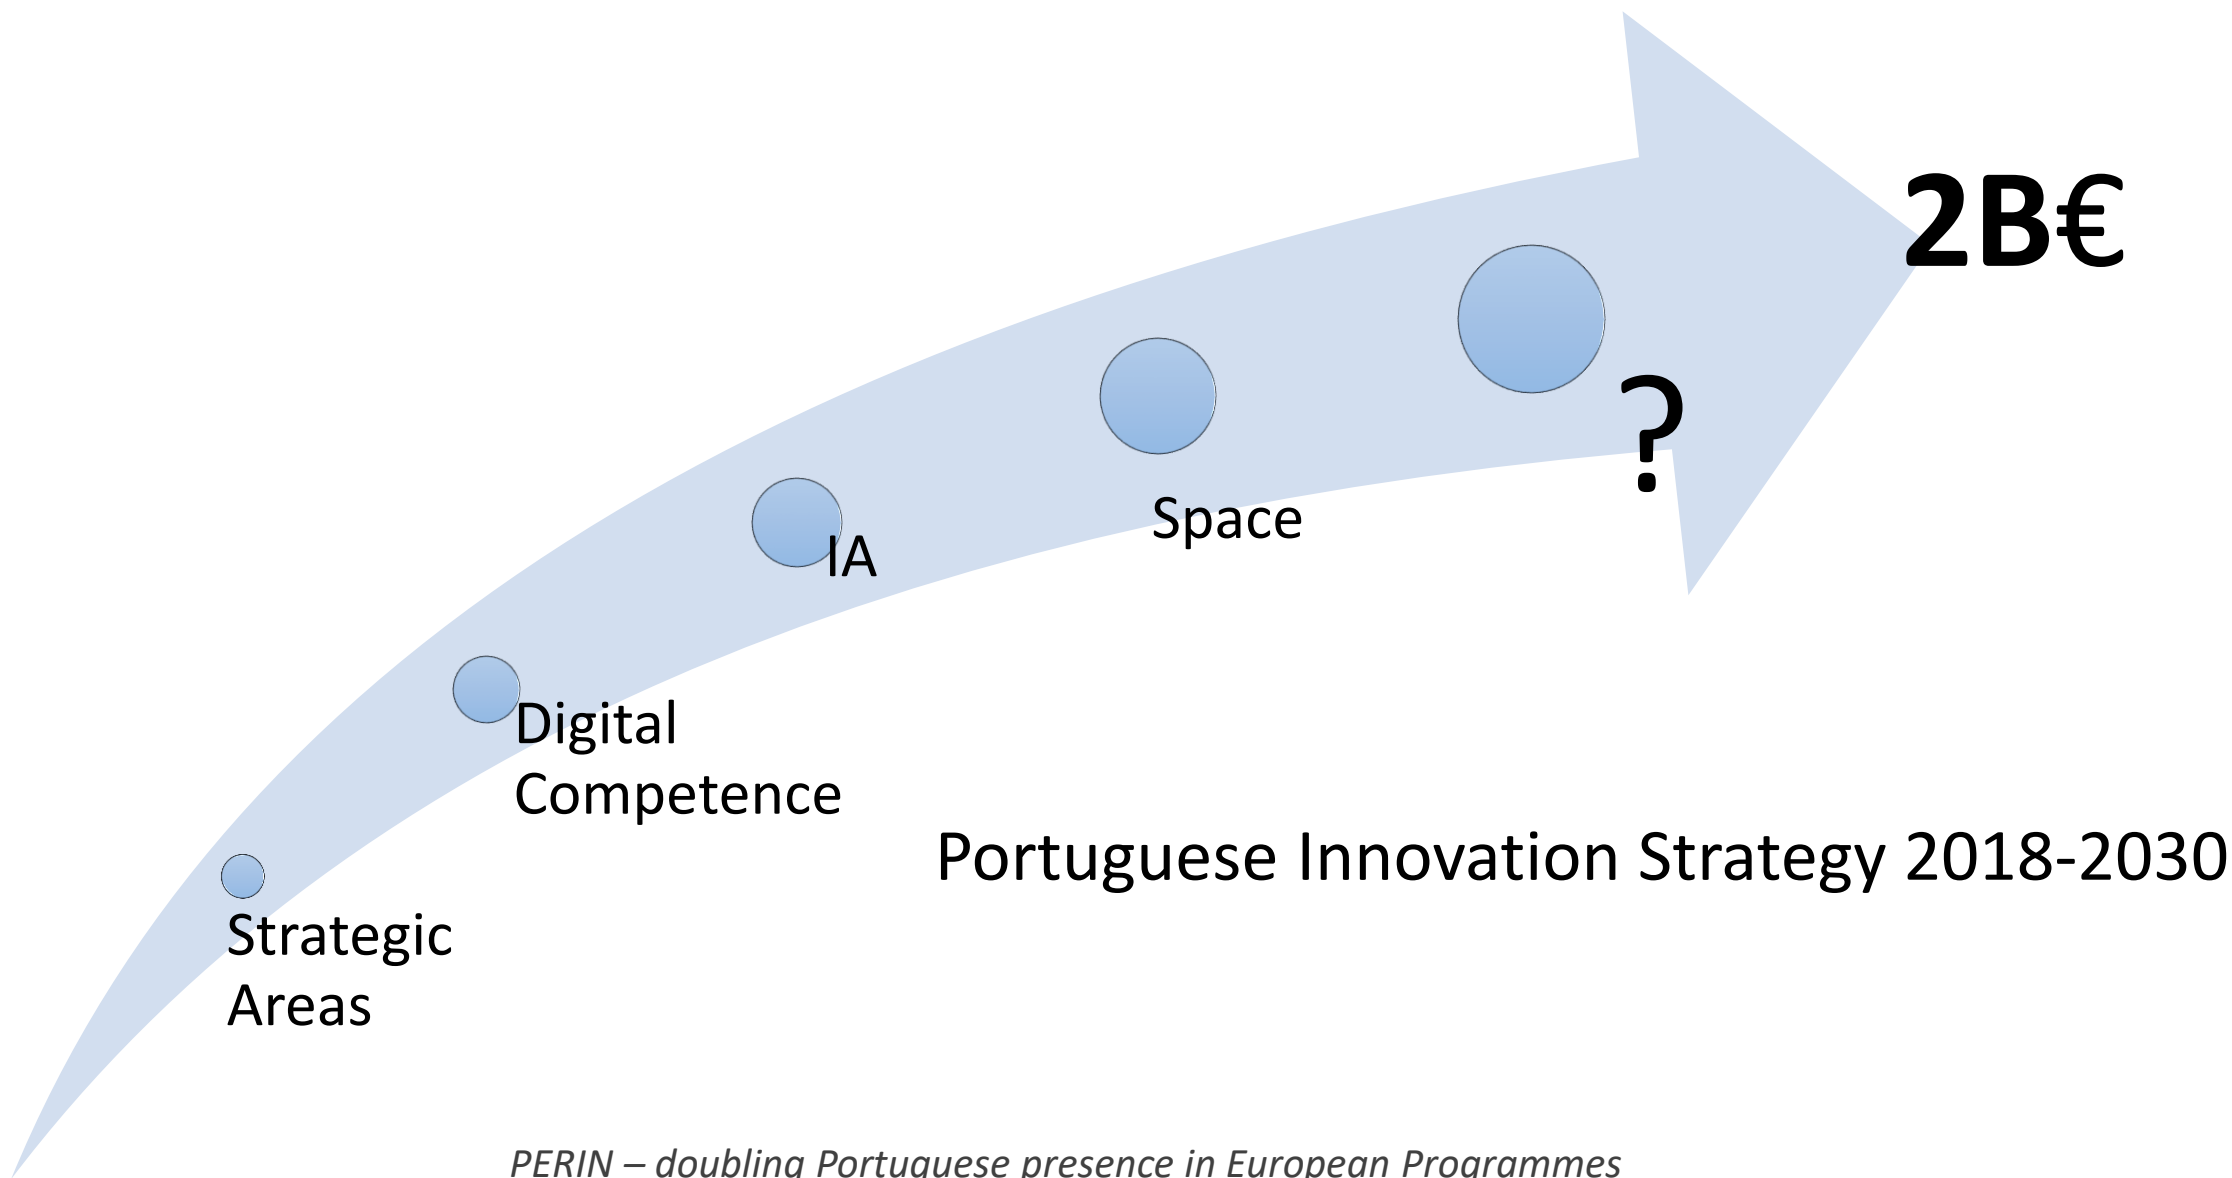 2B€
?
Space
IA
Digital
Competence
Portuguese Innovation Strategy 2018-2030
Strategic
Areas
PERIN – doubling Portuguese presence in European Programmes